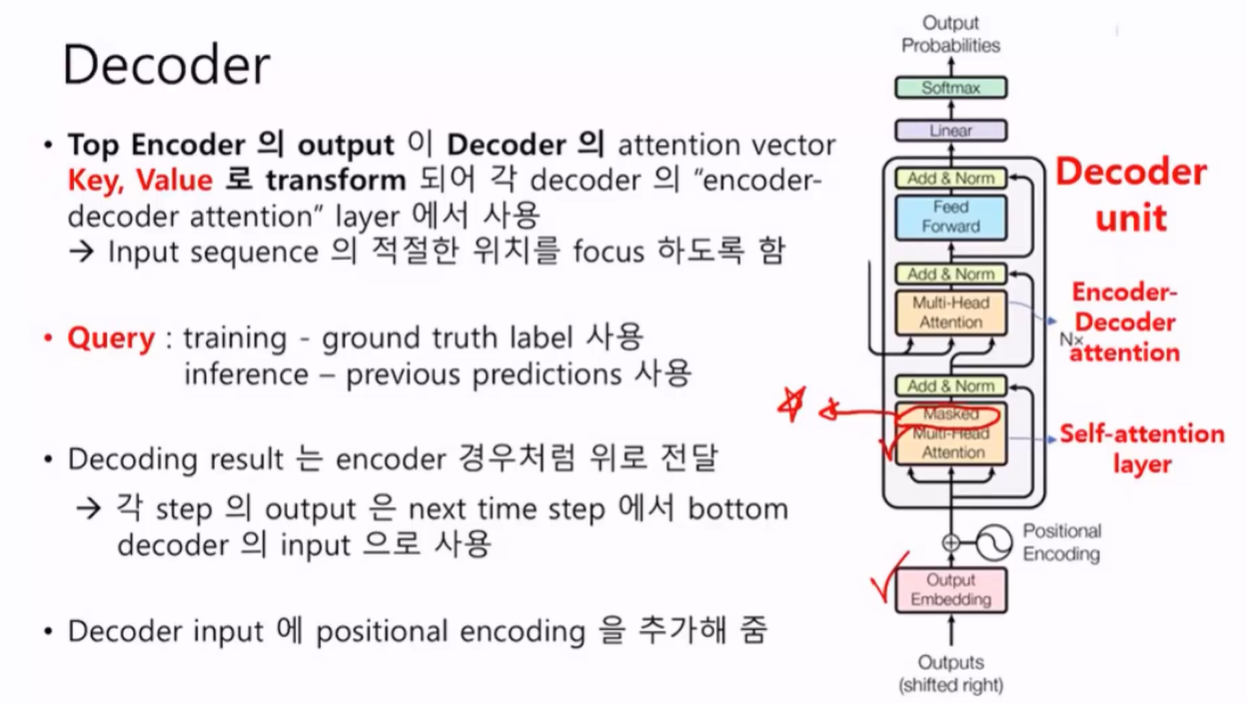 Decoder
• Top Encoder 의 output 이 Decoder 의 attention vector
Key, Value 로 transform 되어 각 decoder 의 “encoder-
decoder attention” layer 에서 사용
→ Input sequence 의 적절한 위치를 focus 하도록 함
• Query : training - ground truth label 사용
inference – previous predictions 사용
• Decoding result 는 encoder 경우처럼 위로 전달
→ 각 step 의 output 은 next time step 에서 bottom
decoder 의 input 으로 사용
• Decoder input 에 positional encoding 을 추가해 줌
Output
Probabilities
Softmax
Linear
Add & Norm
Feed
Forward
Add & Norm
Multi-Head
Attention
Add & Norm
Masked
Multi-Head
Attention
Positional
Encoding
Output
Embedding
Outputs
(shifted right)
Decoder
unit
Encoder-
Decoder
Nx
attention
Self-attention
layer